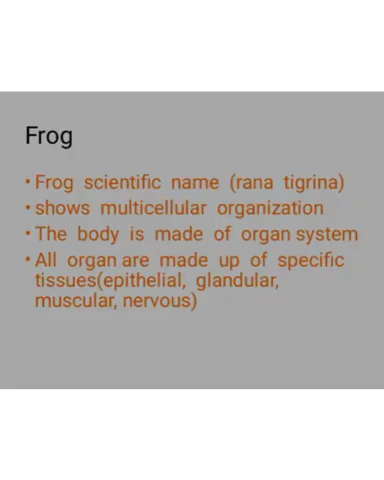 Frog
• Frog scientific name (rana tigrina)
• shows multicellular organization
• The body is made of organ system
• All organ are made up of specific
tissues(epithelial, glandular,
muscular, nervous)